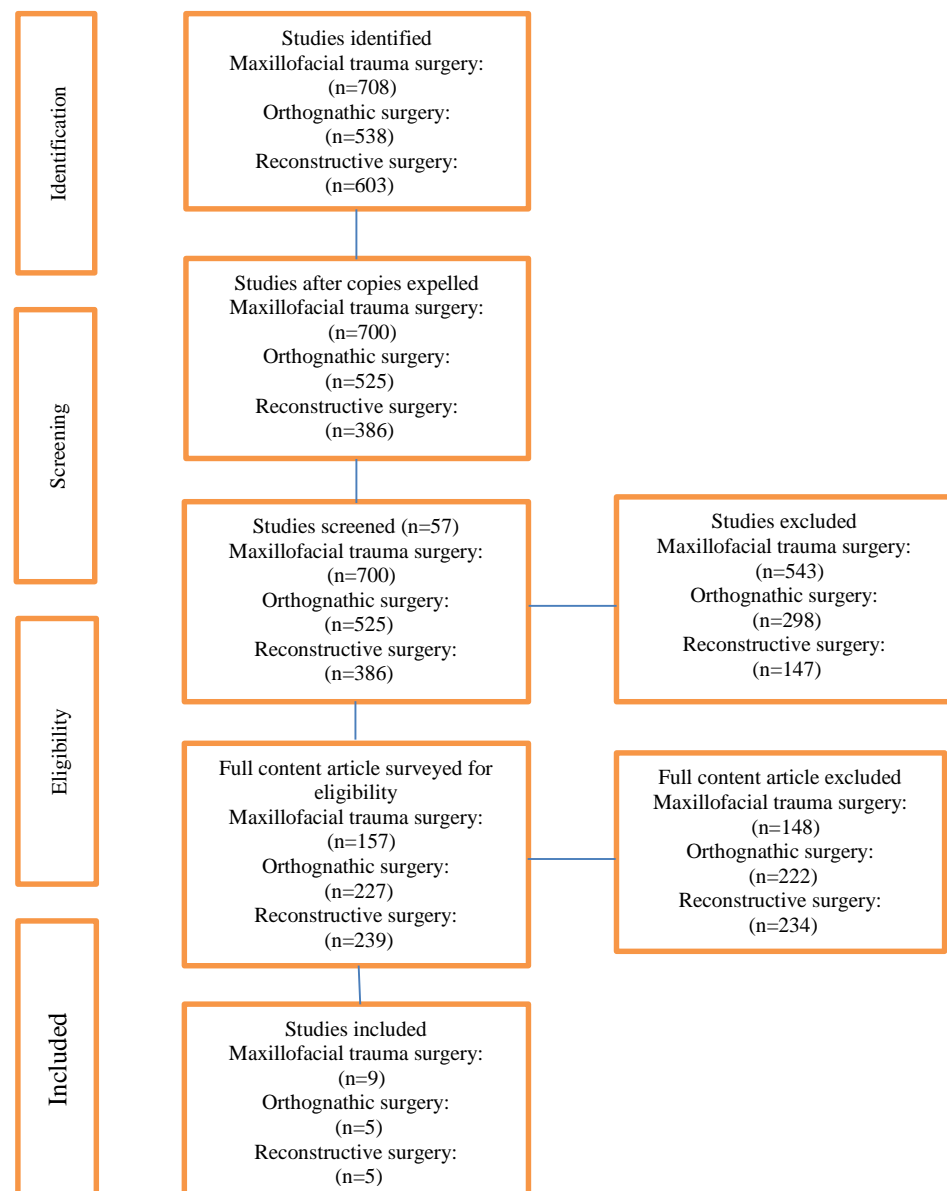 Identification
Studies identified
Maxillofacial trauma surgery:
(n=708)
Orthognathic surgery:
(n=538)
Reconstructive surgery:
(n=603)
Studies after copies expelled
Maxillofacial trauma surgery:
(n=700)
Orthognathic surgery:
(n=525)
Reconstructive surgery:
(n=386)
Screening
Studies screened (n=57)
Maxillofacial trauma surgery:
(n=700)
Orthognathic surgery:
(n=525)
Reconstructive surgery:
(n=386)
Studies excluded
Maxillofacial trauma surgery:
(n=543)
Orthognathic surgery:
(n=298)
Reconstructive surgery:
(n=147)
Eligibility
Full content article surveyed for
eligibility
Maxillofacial trauma surgery:
(n=157)
Orthognathic surgery:
(n=227)
Reconstructive surgery:
(n=239)
Full content article excluded
Maxillofacial trauma surgery:
(n=148)
Orthognathic surgery:
(n=222)
Reconstructive surgery:
(n=234)
Included
Studies included
Maxillofacial trauma surgery:
(n=9)
Orthognathic surgery:
(n=5)
Reconstructive surgery:
(n=5)